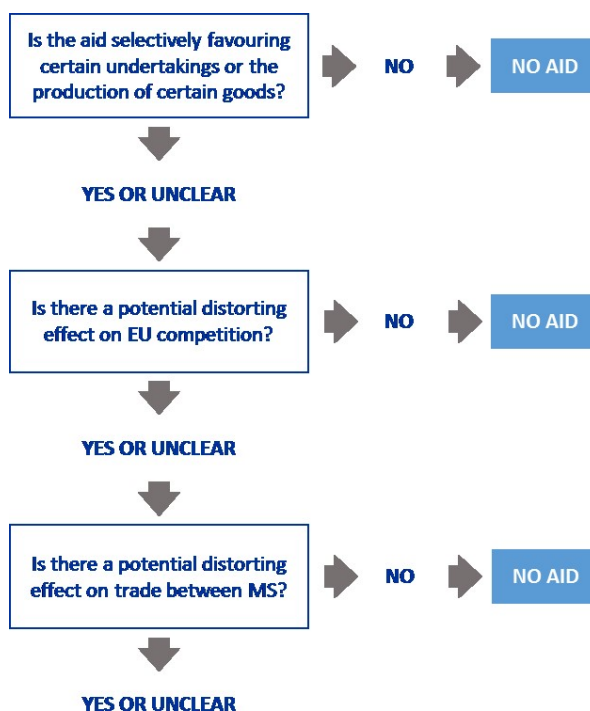 Is the aid selectively favouring
certain undertakings or the
production of certain goods?
NO
NO AID
YES OR UNCLEAR
Is there a potential distorting
effect on EU competition?
NO
NO AID
YES OR UNCLEAR
Is there a potential distorting
effect on trade between MS?
NO
NO AID
YES OR UNCLEAR